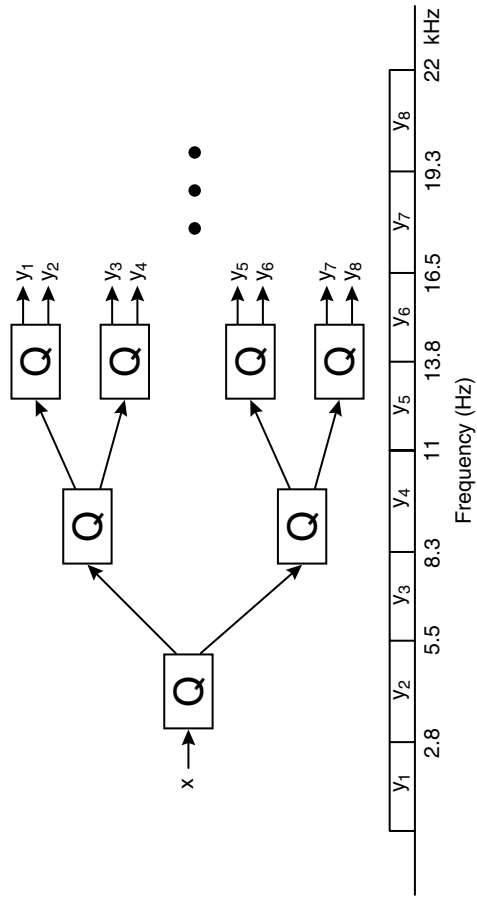 x
Q
Q
Q
Q
Q
Q
Q
y1
y2
y3
y4
y5
y6
y7
y8
y1 y2 y3 y4 y5 y6 y7 y8
2.8 5.5 8.3 11 13.8 16.5 19.3 22 kHz
Frequency (Hz)